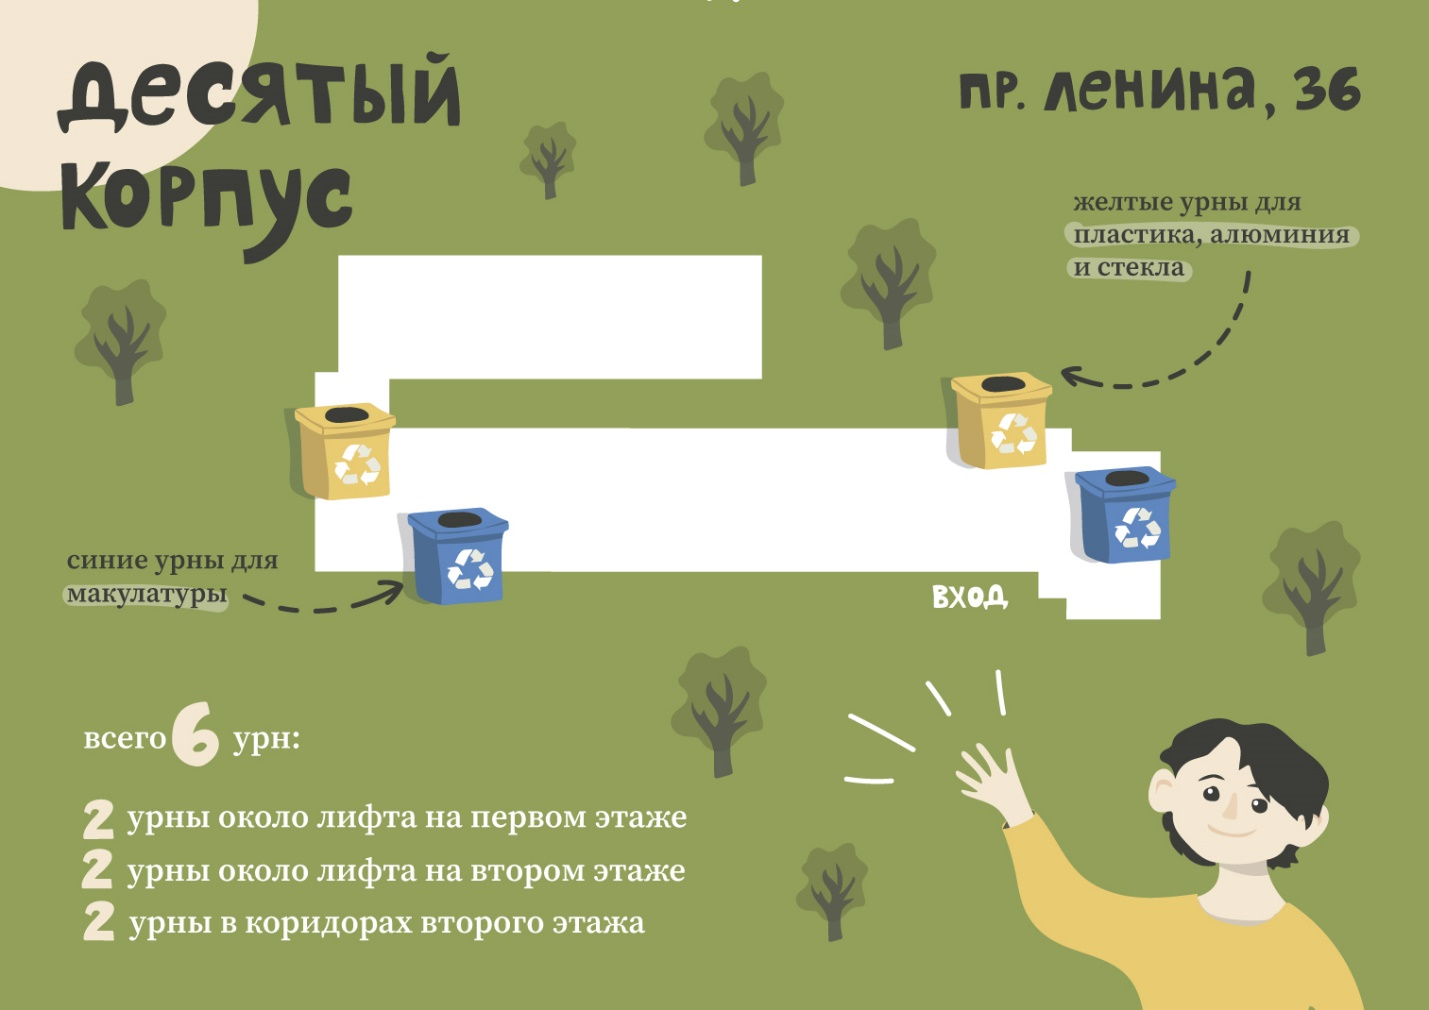 десятый
корпус
пр. Ленина, 36
желтые урны для
пластика, алюминия
и стекла
синие урны для
макулатуры
вход
всего 6 урн:
2 урны около лифта на первом этаже
2 урны около лифта на втором этаже
2 урны в коридорах второго этажа